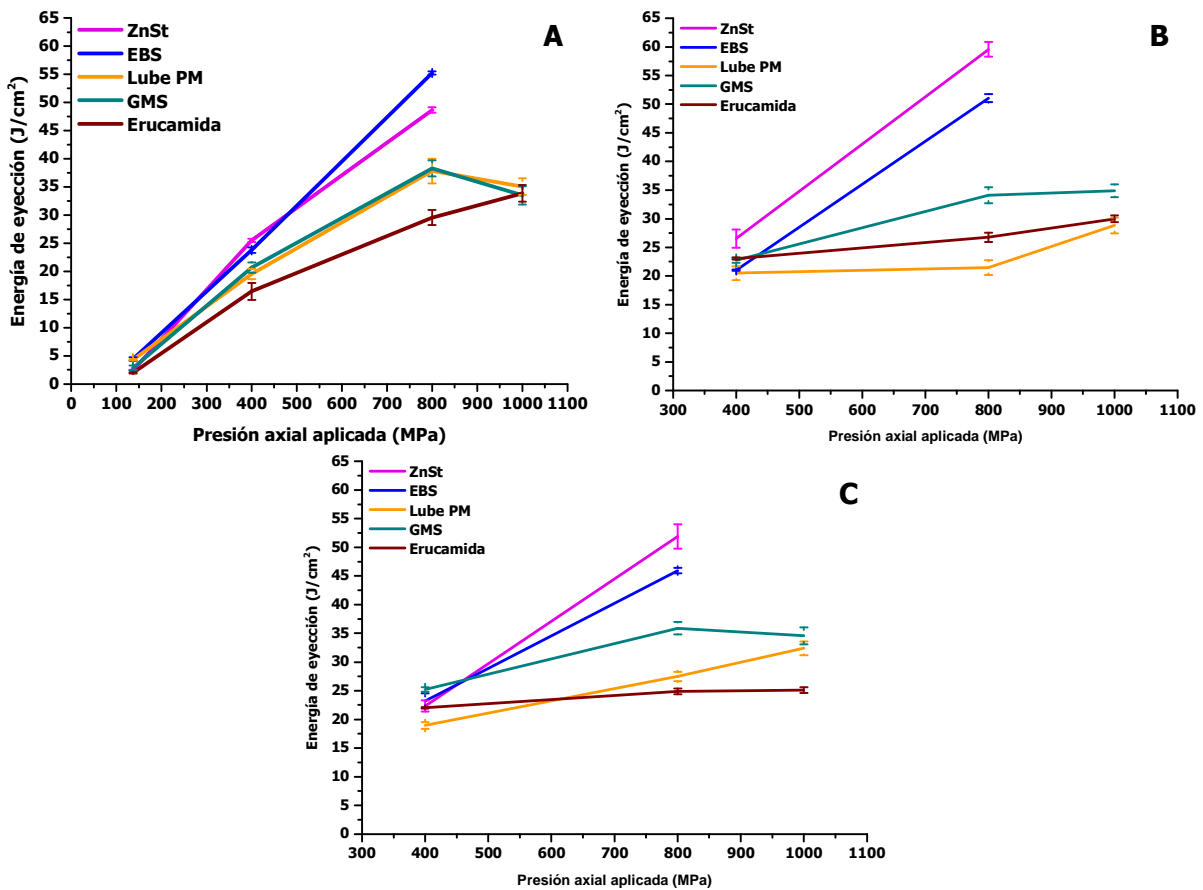 A
ZnSt
EBS
Lube PM
GMS
Erucamida
Energía de eyección (J/cm²)
65
60
55
50
45
40
35
30
25
20
15
10
5
0
0 100 200 300 400 500 600 700 800 900 1000 1100
Presión axial aplicada (MPa)
B
ZnSt
EBS
Lube PM
GMS
Erucamida
Energía de eyección (J/cm²)
65
60
55
50
45
40
35
30
25
20
15
10
5
0
300 400 500 600 700 800 900 1000 1100
Presión axial aplicada (MPa)
C
ZnSt
EBS
Lube PM
GMS
Erucamida
Energía de eyección (J/cm²)
65
60
55
50
45
40
35
30
25
20
15
10
5
0
300 400 500 600 700 800 900 1000 1100
Presión axial aplicada (MPa)